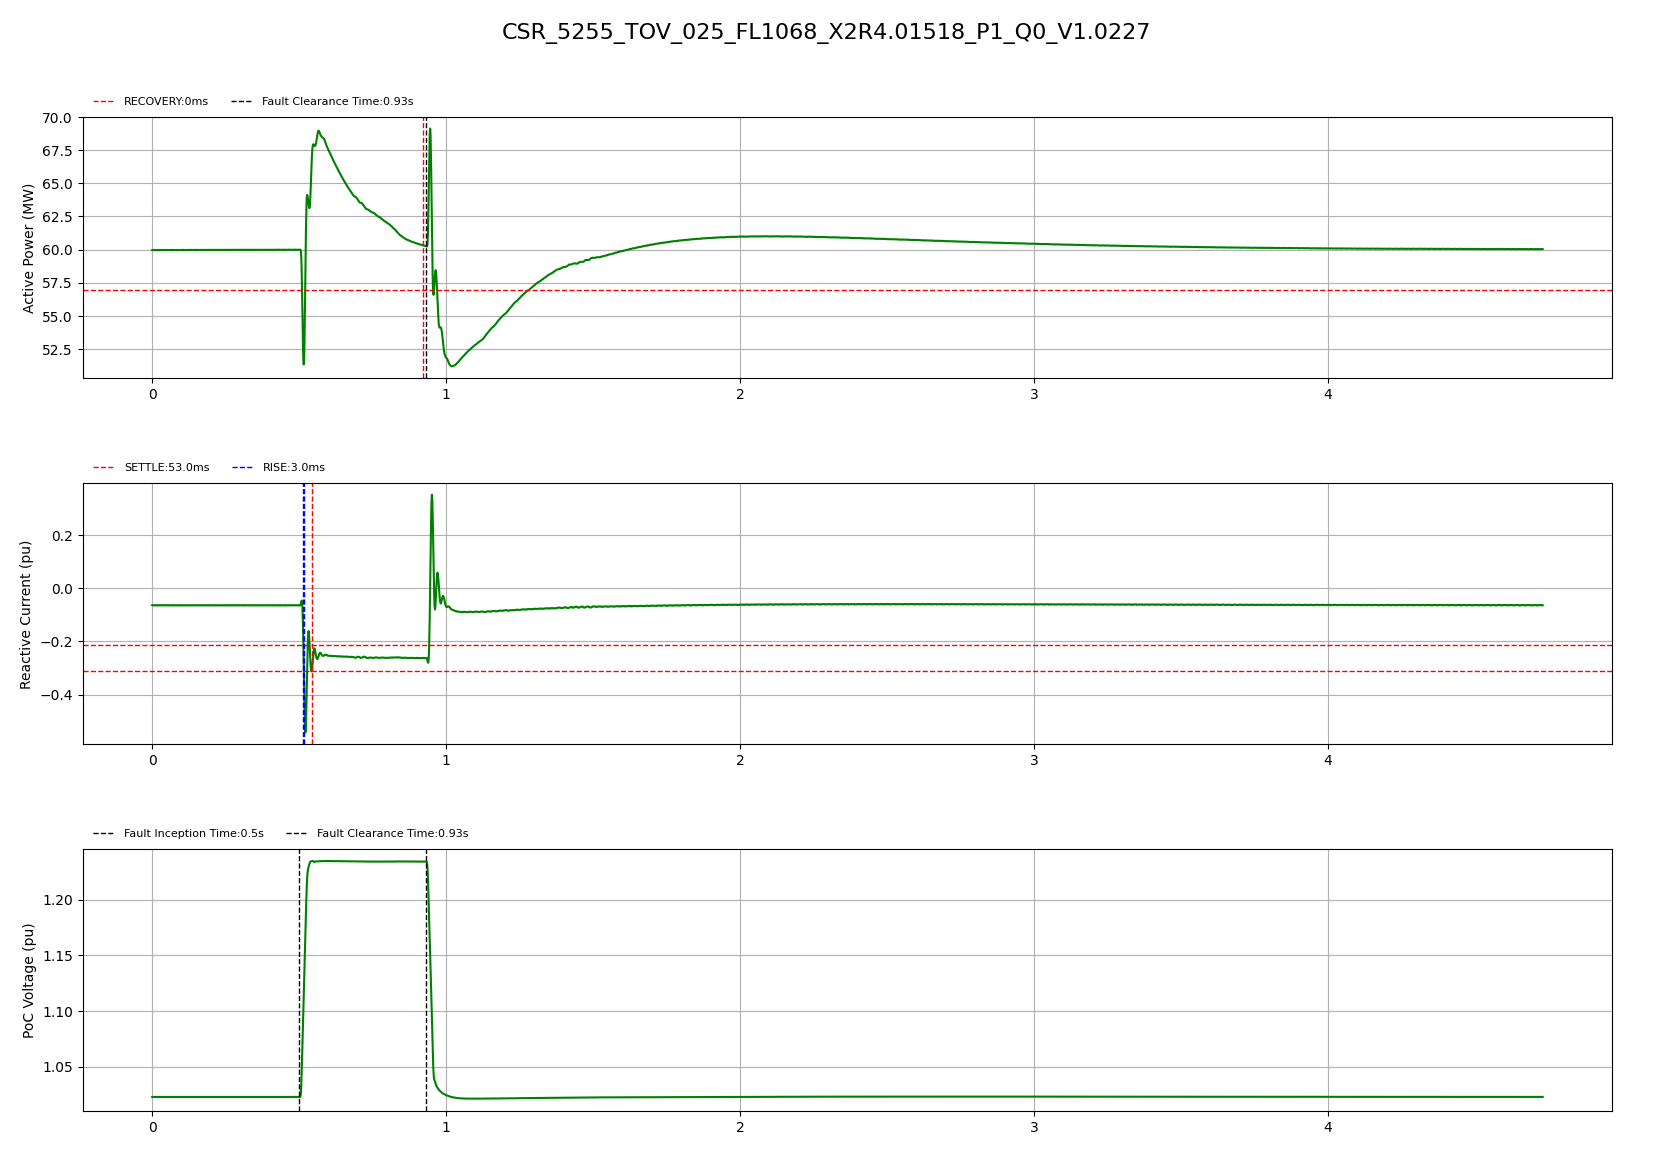 CSR_5255_TOV_025_FL1068_X2R4.01518_P1_Q0_V1.0227
RECOVERY:0ms Fault Clearance Time:0.93s
Active Power (MW)
70.0
67.5
65.0
62.5
60.0
57.5
55.0
52.5
0 1 2 3 4
SETTLE:53.0ms RISE:3.0ms
Reactive Current (pu)
0.2
0.0
−0.2
−0.4
0 1 2 3 4
Fault Inception Time:0.5s Fault Clearance Time:0.93s
PoC Voltage (pu)
1.20
1.15
1.10
1.05
0 1 2 3 4